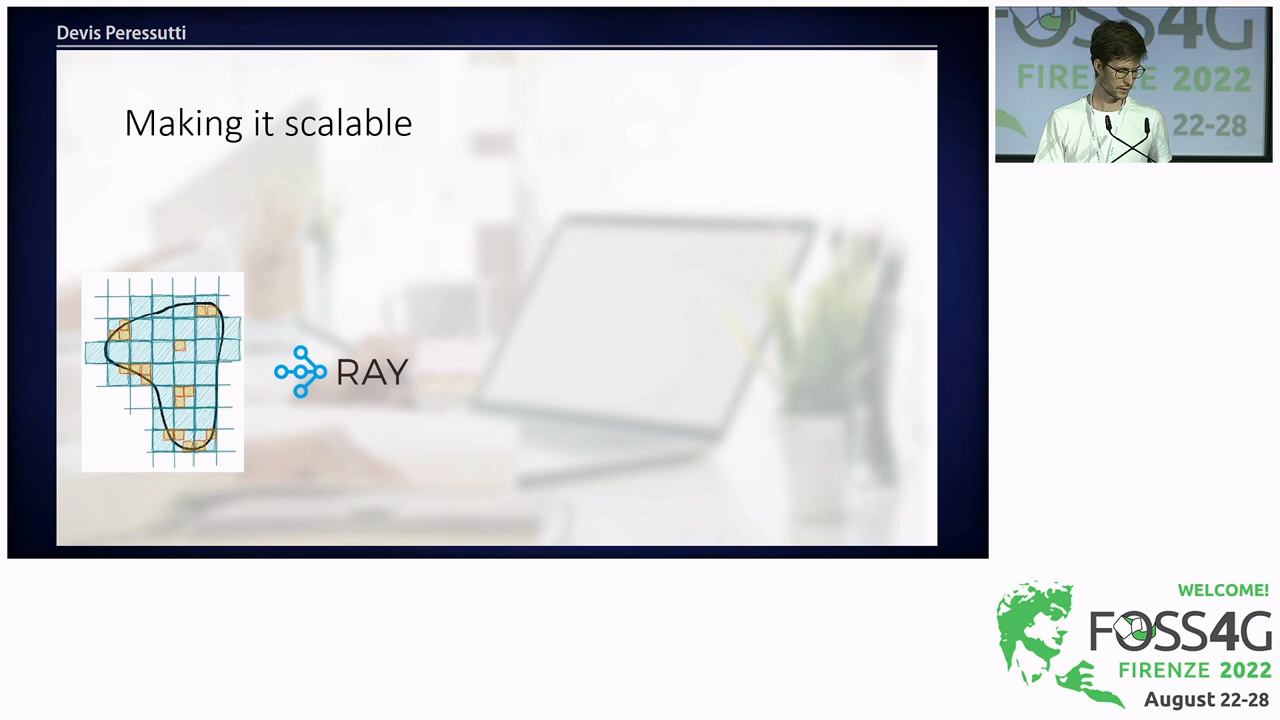 Devis Peressutti
Making it scalable
RAY
FOSS4G
FIRENZE 2022
22-28
WELCOME!
FOSS4G
FIRENZE 2022
August 22-28